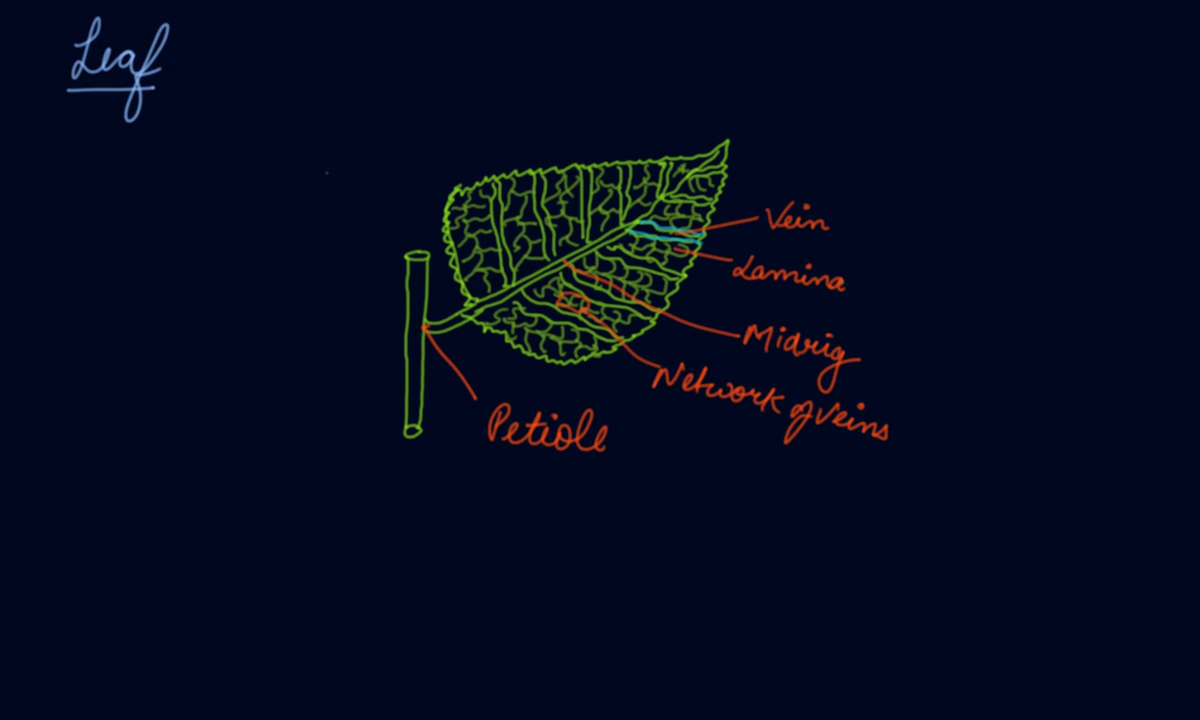 Leaf
Vein
Lamina
Midrig
Network of veins
Petiole